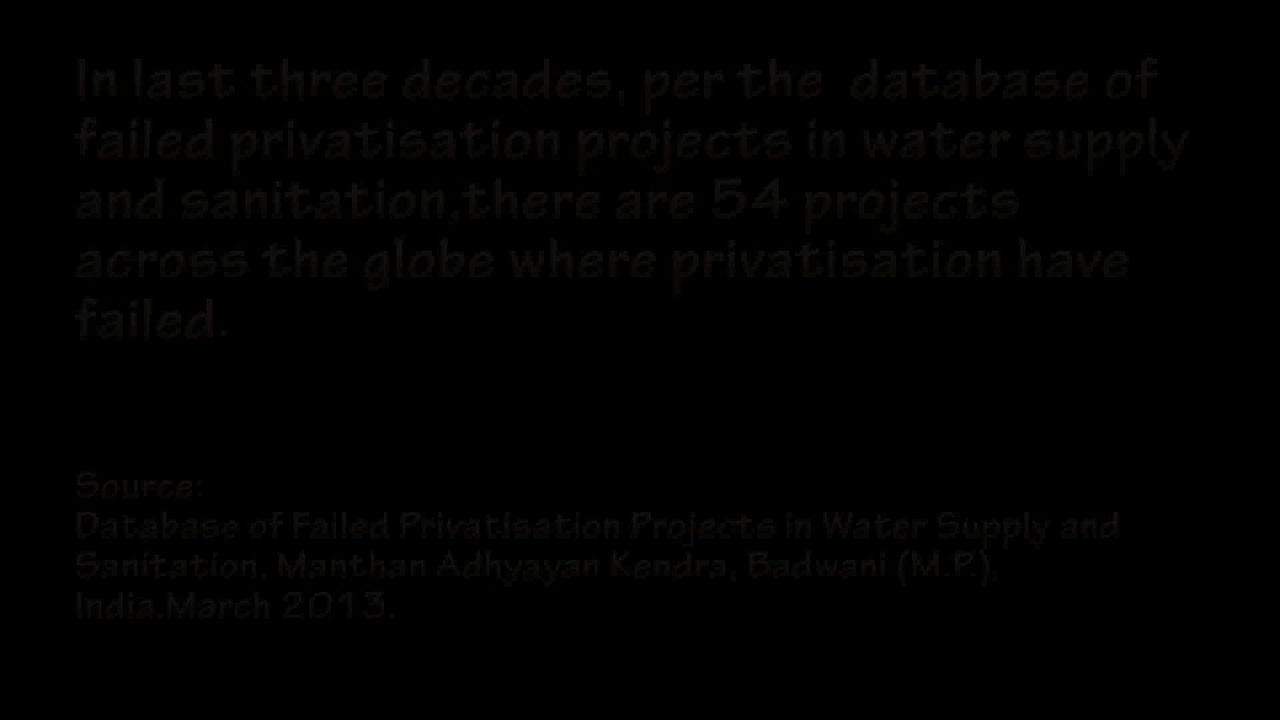 In last three decades, per the database of
failed privatisation projects in water supply
and sanitation,there are 54 projects
across the globe where privatisation have
failed.
Source:
Database of Failed Privatisation Projects in Water Supply and
Sanitation. Manthan Adhyayan Kendra, Badwani (M.P.),
India.March 2013.